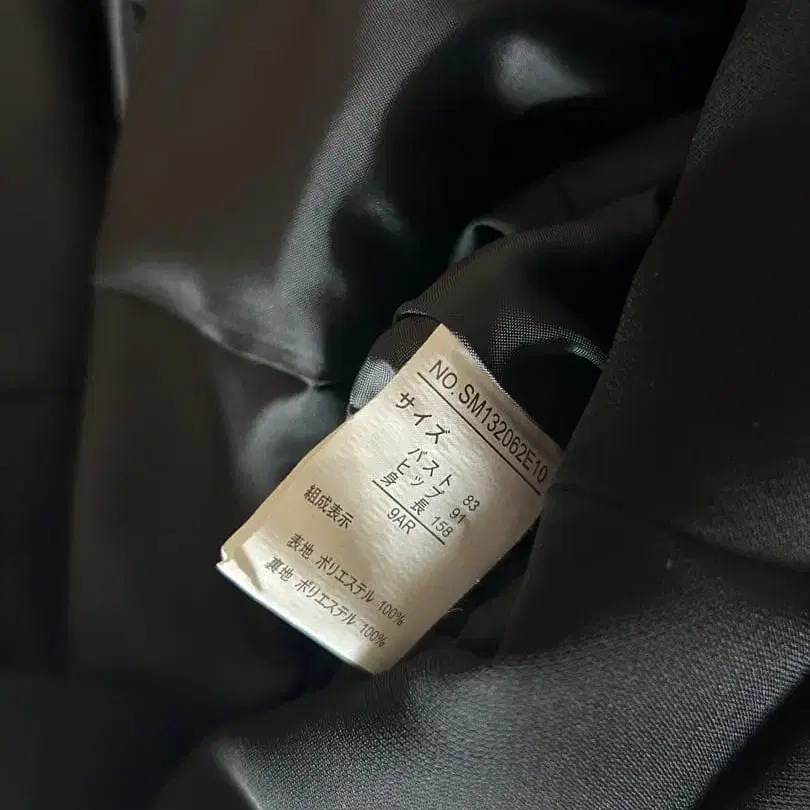 NO.SM132062E10
サイズ
バスト 83
ヒップ 91
身 長 158
9AR
組成表示
表地 ポリエステル 100%
裏地 ポリエステル 100%